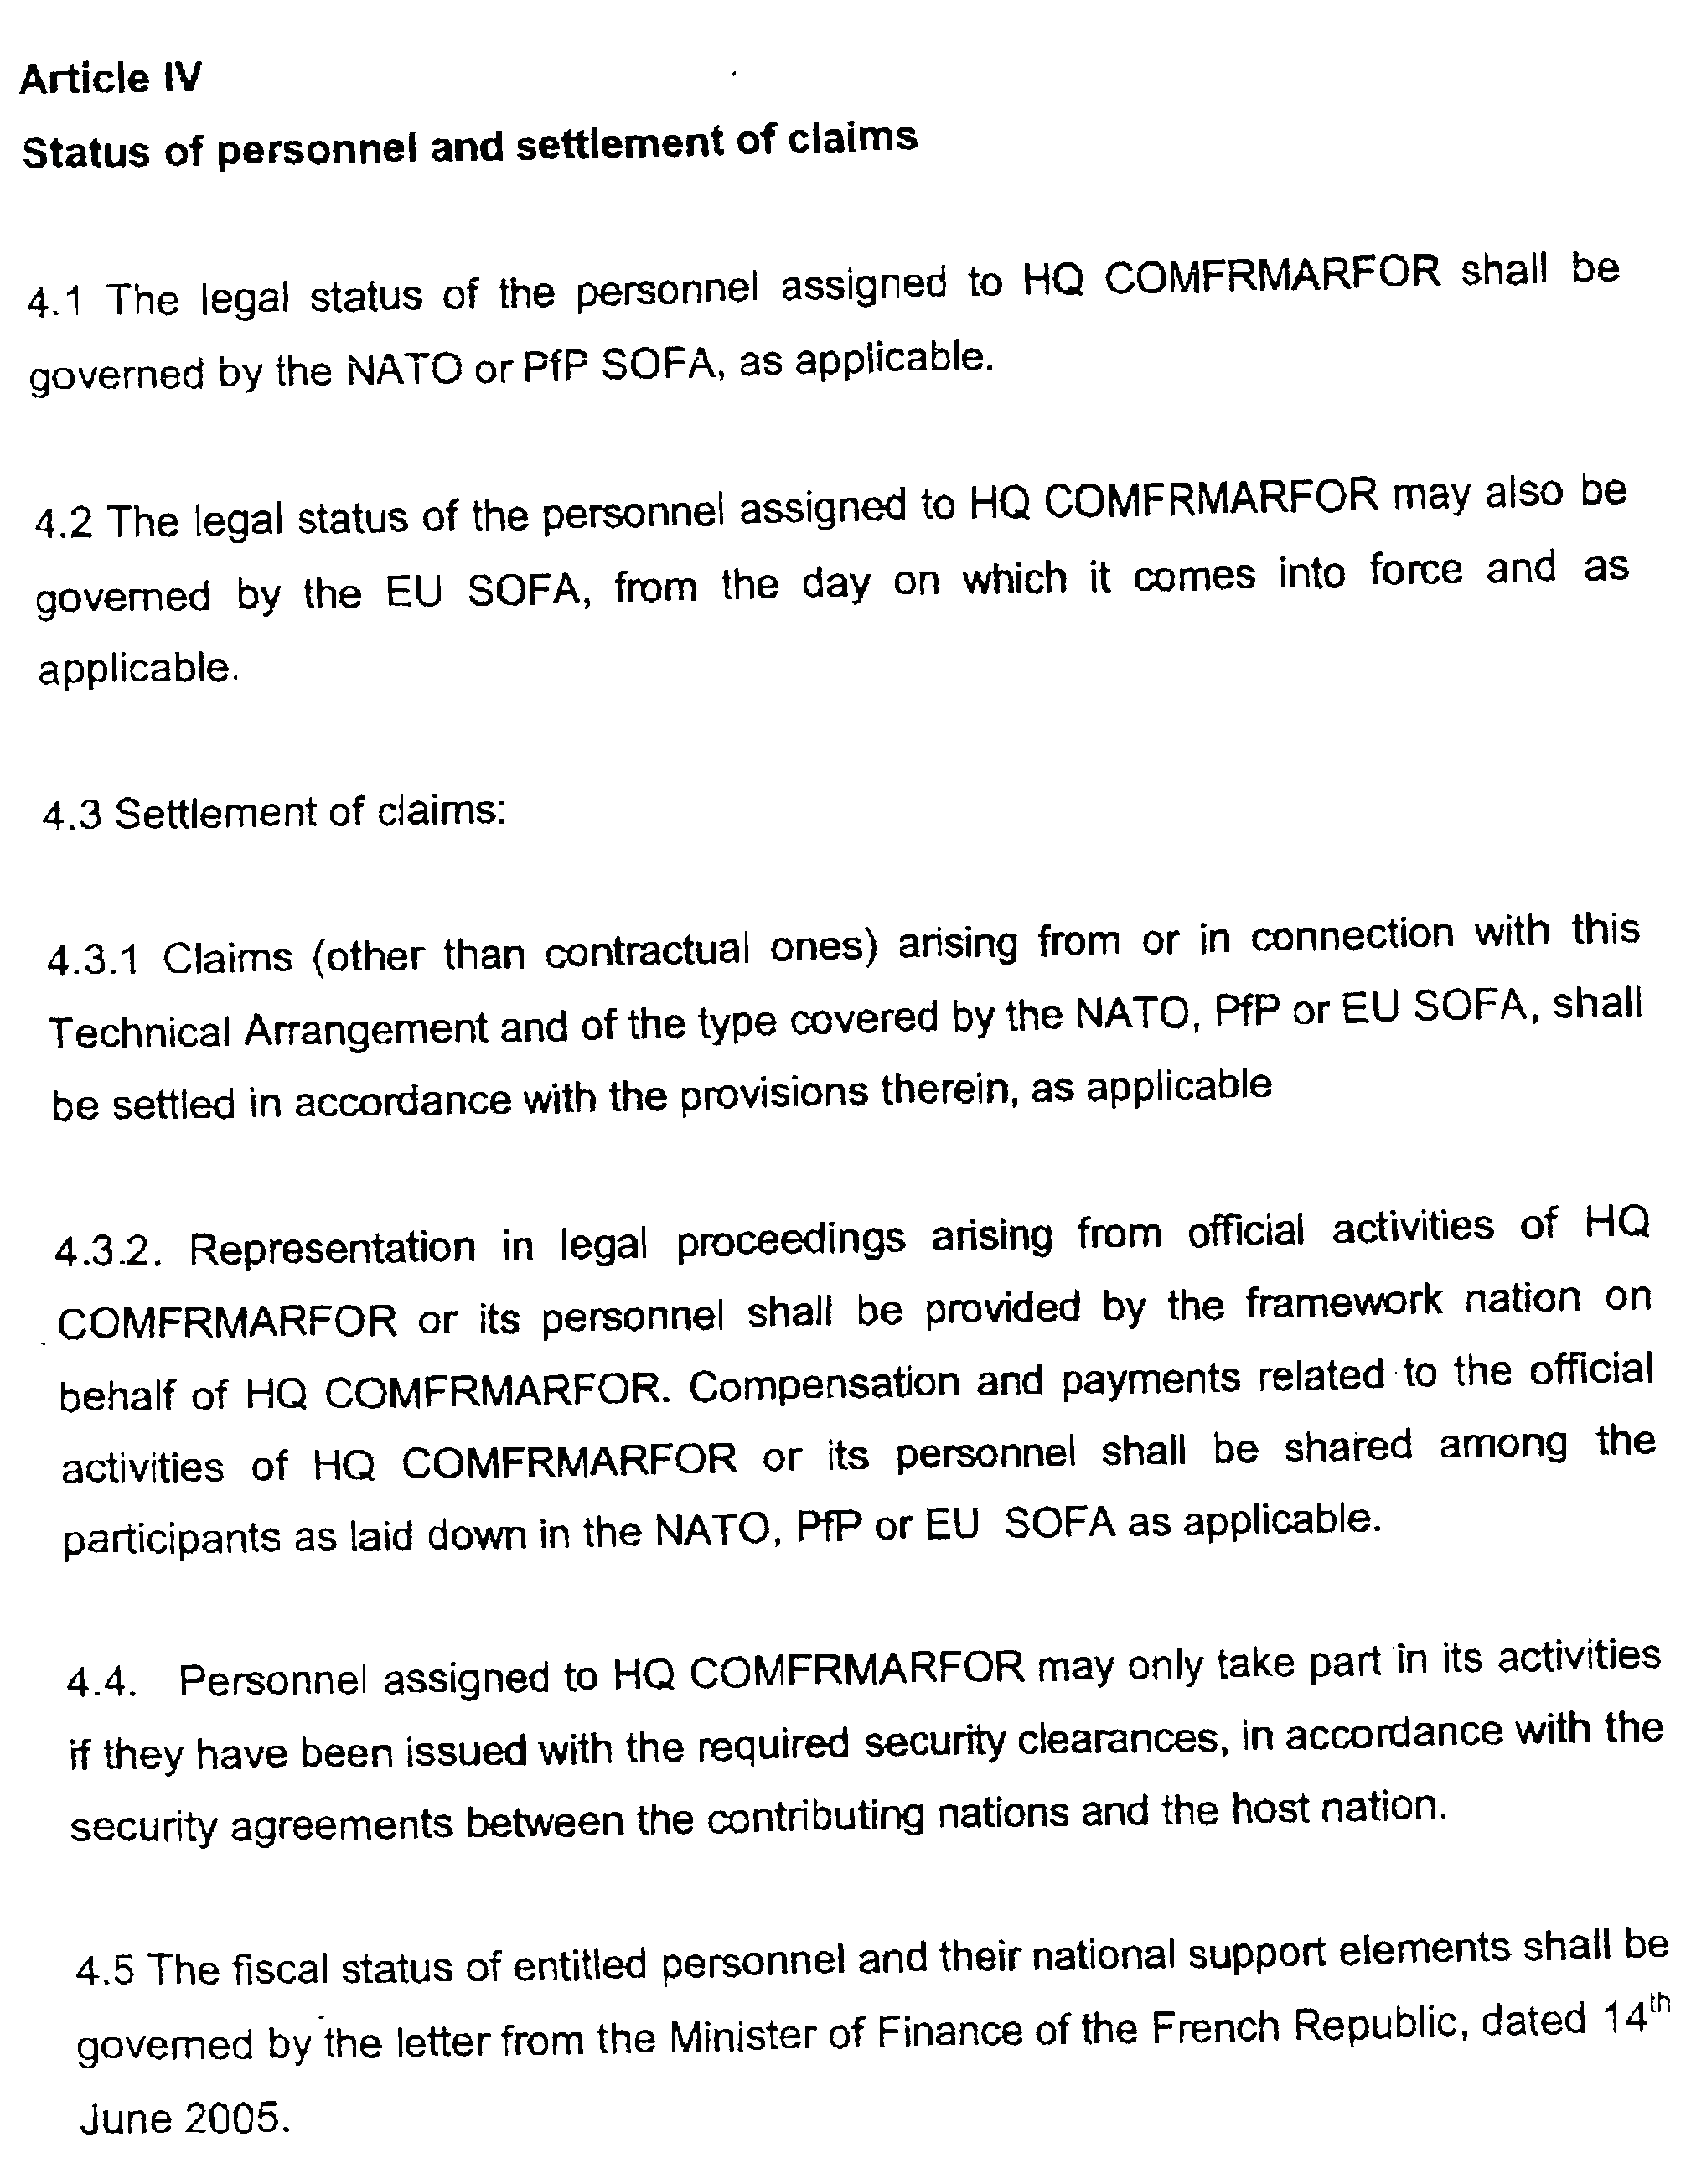 Article IV
Status of personnel and settlement of claims
4.1 The legal status of the personnel assigned to HQ COMFRMARFOR shall be
governed by the NATO or PfP SOFA, as applicable.
4.2 The legal status of the personnel assigned to HQ COMFRMARFOR may also be
governed by the EU SOFA, from the day on which it comes into force and as
applicable.
4.3 Settlement of claims:
4.3.1 Claims (other than contractual ones) arising from or in connection with this
Technical Arrangement and of the type covered by the NATO, PfP or EU SOFA, shall
be settled in accordance with the provisions therein, as applicable
4.3.2. Representation in legal proceedings arising from official activities of HQ
COMFRMARFOR or its personnel shall be provided by the framework nation on
behalf of HQ COMFRMARFOR. Compensation and payments related to the official
activities of HQ COMFRMARFOR or its personnel shall be shared among the
participants as laid down in the NATO, PfP or EU SOFA as applicable.
4.4. Personnel assigned to HQ COMFRMARFOR may only take part in its activities
if they have been issued with the required security clearances, in accordance with the
security agreements between the contributing nations and the host nation.
4.5 The fiscal status of entitled personnel and their national support elements shall be
governed by the letter from the Minister of Finance of the French Republic, dated 14th
June 2005.